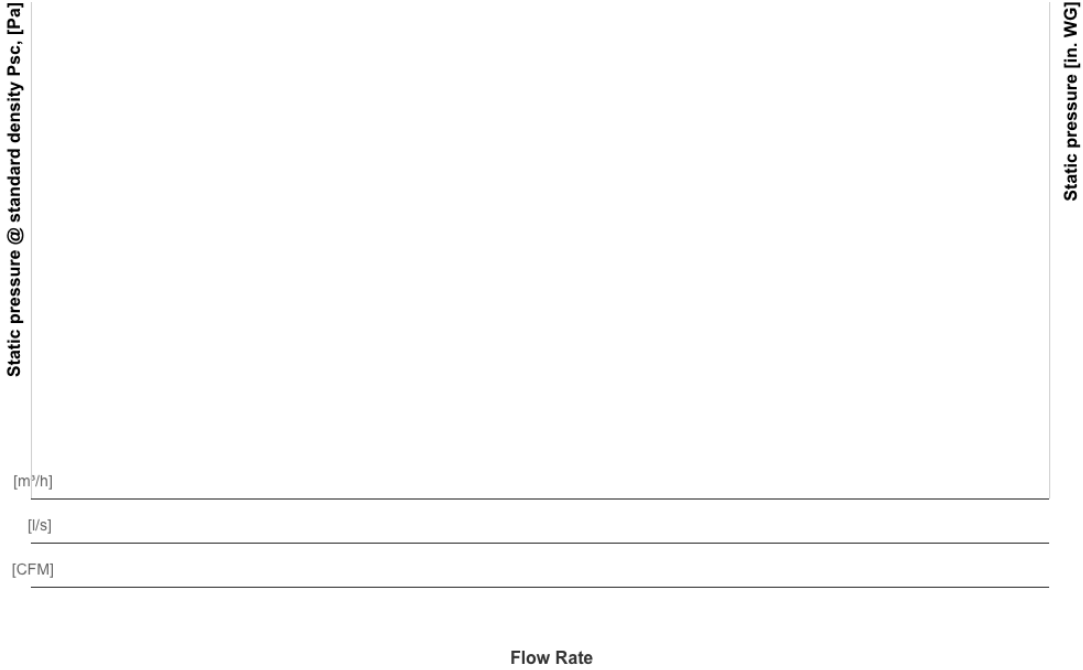 Static pressure @ standard density Psc, [Pa]
Static pressure [in. WG]
[m³/h]
[l/s]
[CFM]
Flow Rate